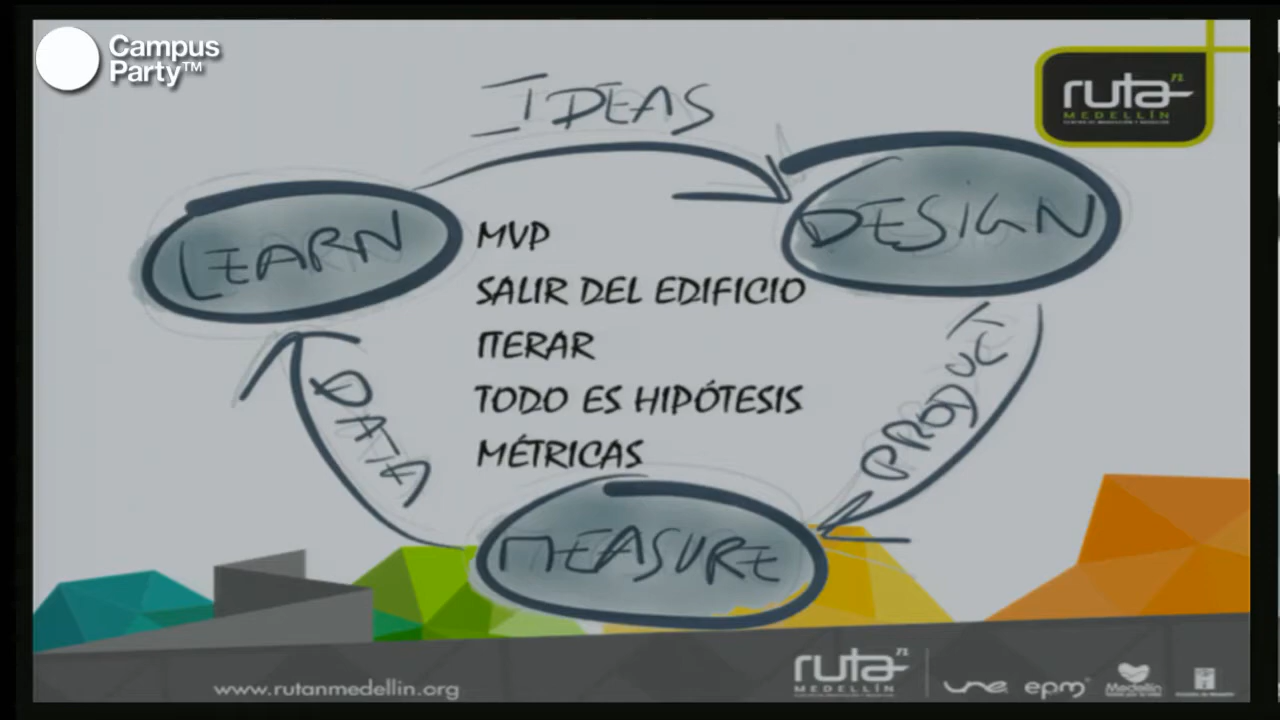 Campus
Party™
IDEAS
ruta n
MEDELLÍN
LEARN
DESIGN
MVP
SALIR DEL EDIFICIO
ITERAR
TODO ES HIPÓTESIS
MÉTRICAS
DATA
PRODUCT
MEASURE
www.rutanmedellin.org
ruta n
MEDELLÍN
une
epm
Medellín